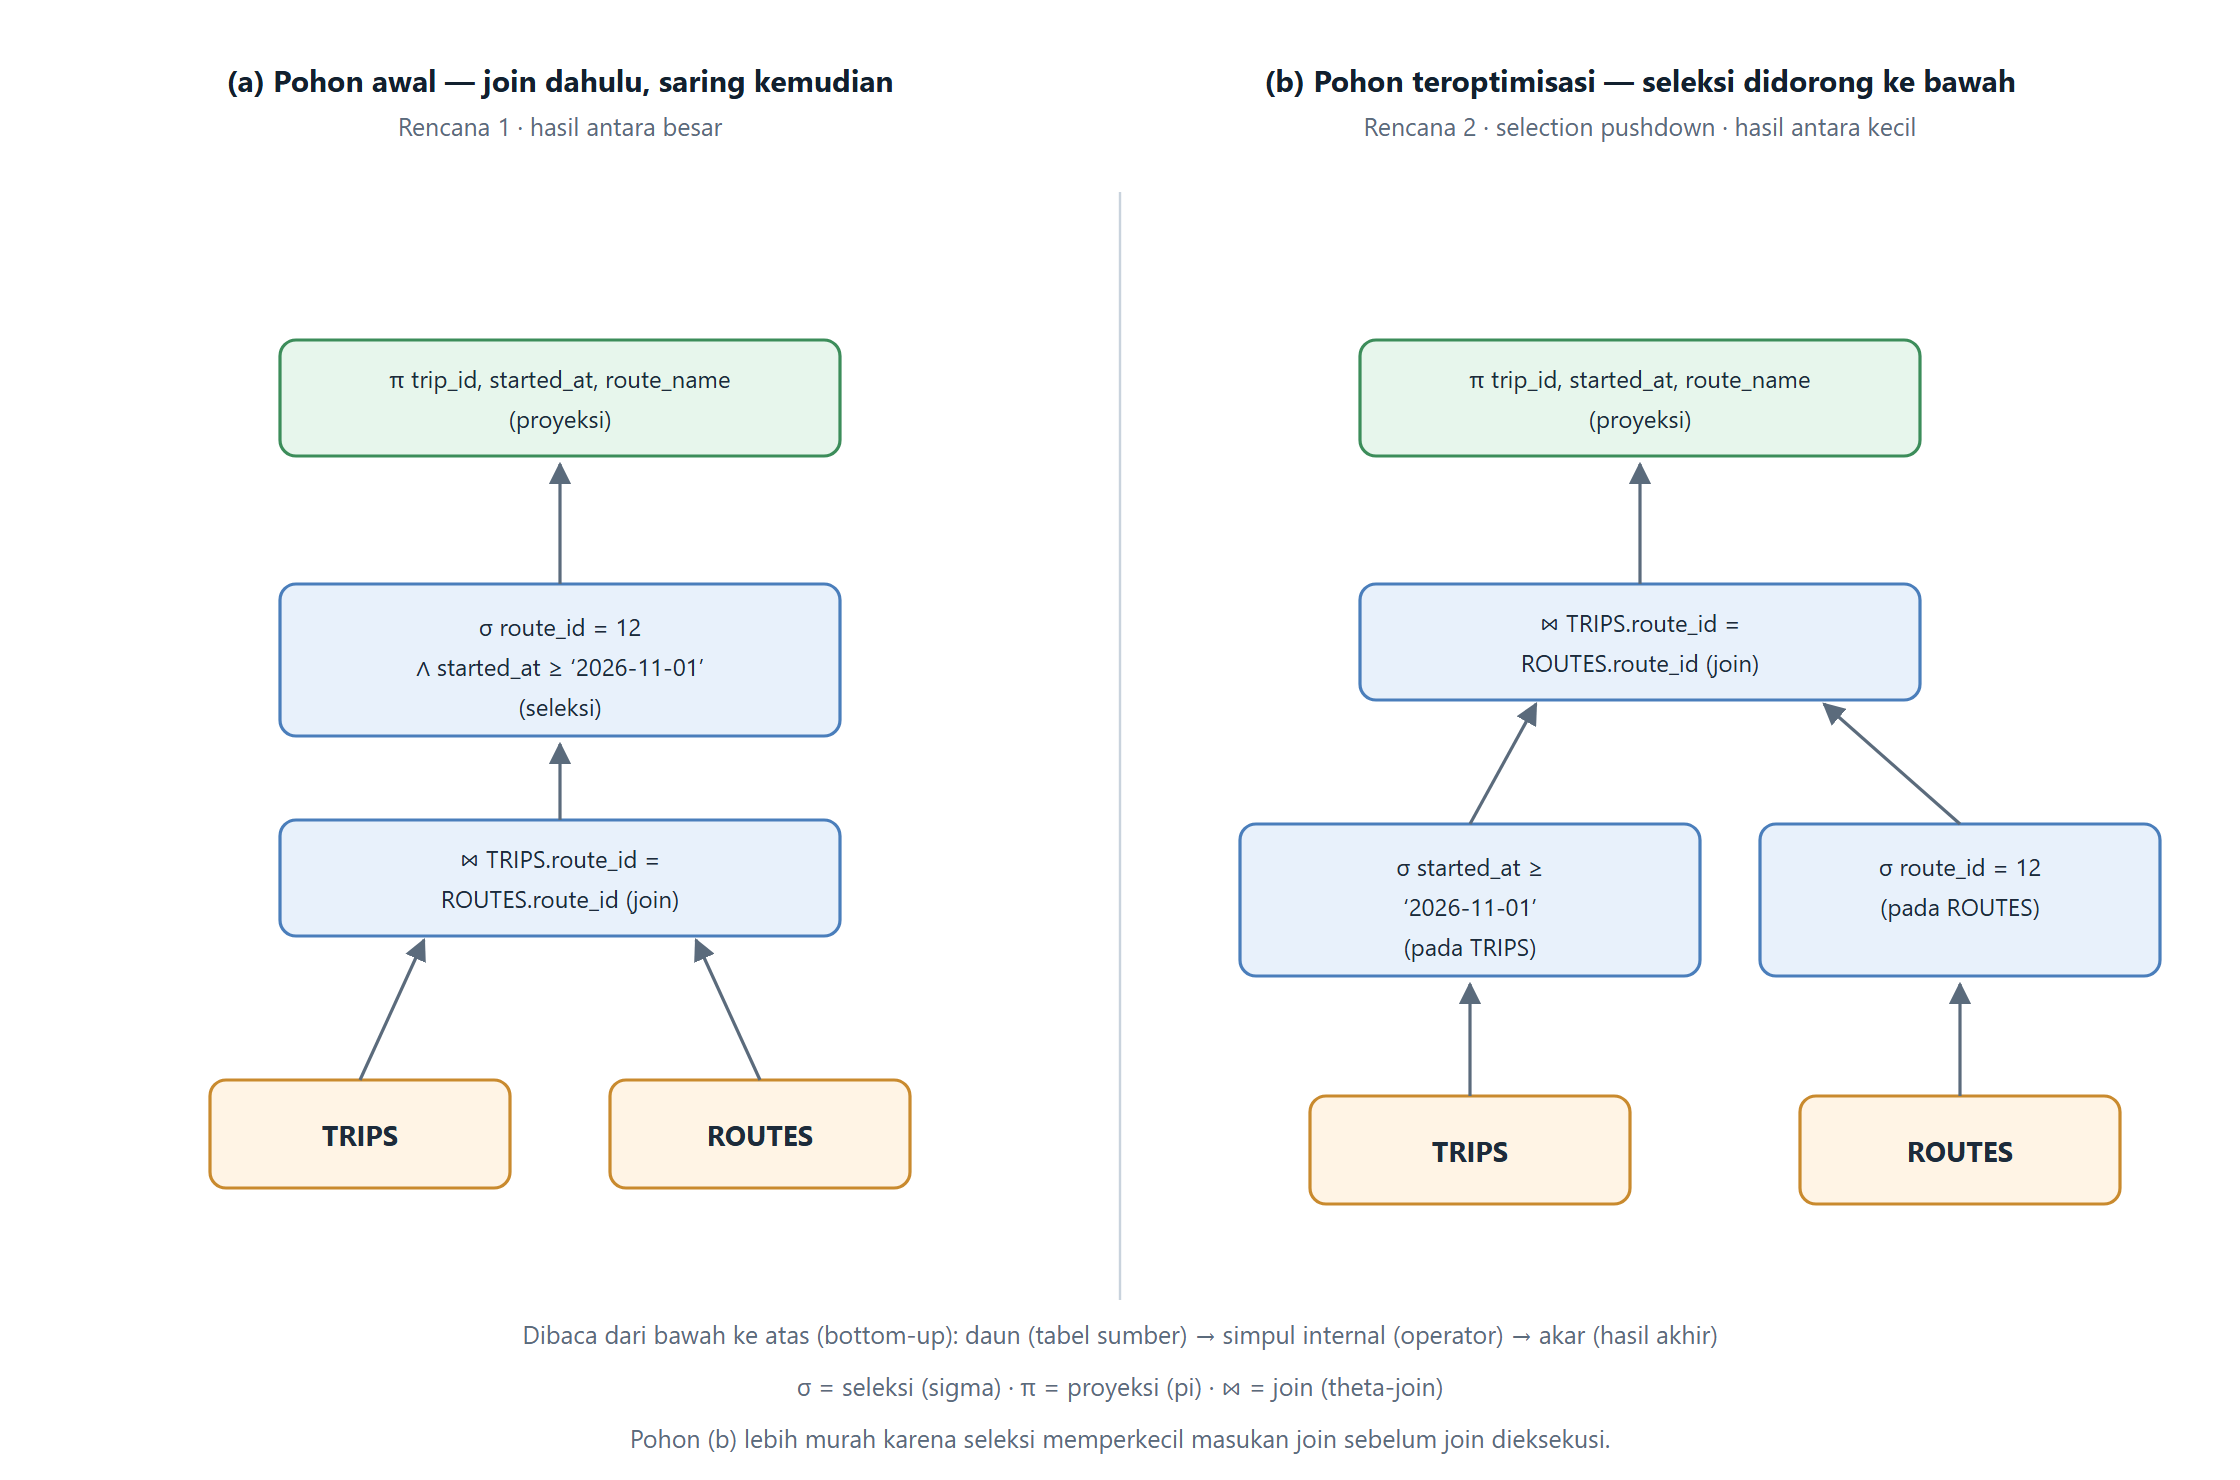 (a) Pohon awal — join dahulu, saring kemudian
Rencana 1 · hasil antara besar
π trip_id, started_at, route_name
(proyeksi)
σ route_id = 12
∧ started_at ≥ ‘2026-11-01’
(seleksi)
⋈ TRIPS.route_id =
ROUTES.route_id (join)
TRIPS
ROUTES
(b) Pohon teroptimisasi — seleksi didorong ke bawah
Rencana 2 · selection pushdown · hasil antara kecil
π trip_id, started_at, route_name
(proyeksi)
⋈ TRIPS.route_id =
ROUTES.route_id (join)
σ started_at ≥
‘2026-11-01’
(pada TRIPS)
σ route_id = 12
(pada ROUTES)
TRIPS
ROUTES
Dibaca dari bawah ke atas (bottom-up): daun (tabel sumber) → simpul internal (operator) → akar (hasil akhir)
σ = seleksi (sigma) · π = proyeksi (pi) · ⋈ = join (theta-join)
Pohon (b) lebih murah karena seleksi memperkecil masukan join sebelum join dieksekusi.